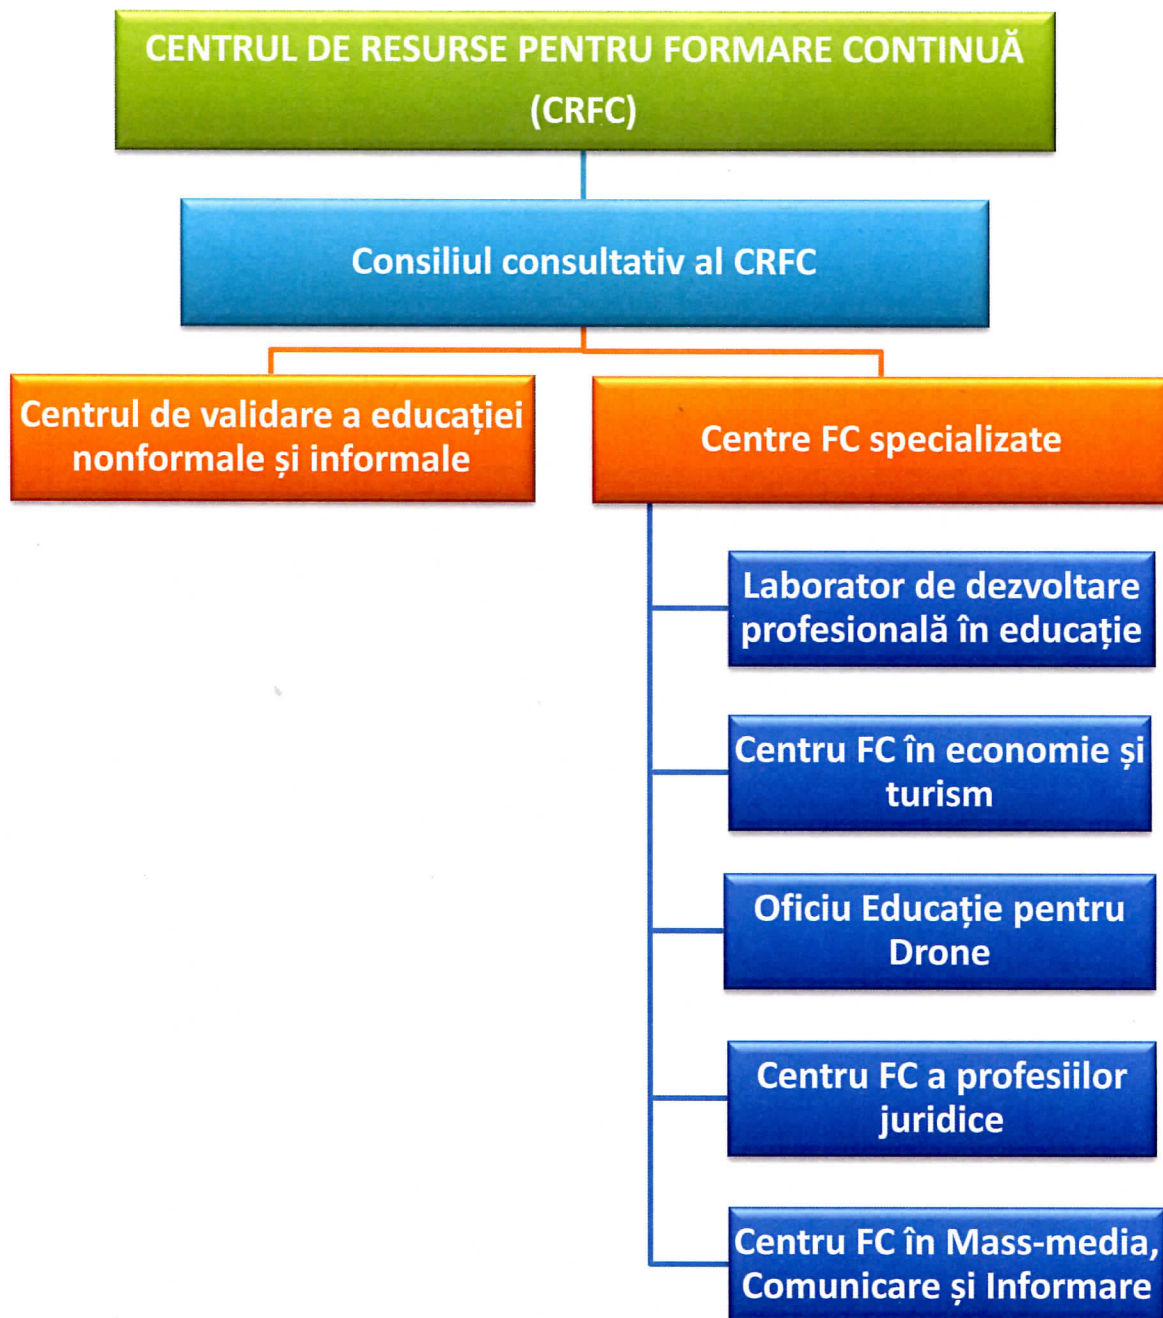 CENTRUL DE RESURSE PENTRU FORMARE CONTINUĂ
(CRFC)
Consiliul consultativ al CRFC
Centrul de validare a educației
nonformale și informale
Centre FC specializate
Laborator de dezvoltare
profesională în educație
Centru FC în economie și
turism
Oficiu Educație pentru
Drone
Centru FC a profesiilor
juridice
Centru FC în Mass-media,
Comunicare și Informare